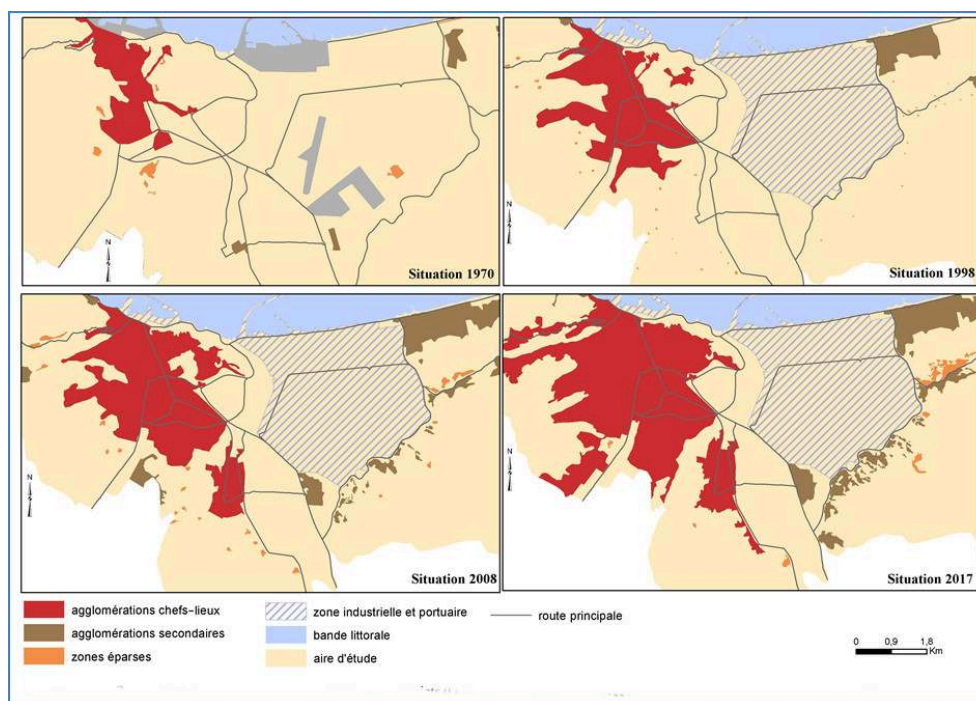 N
Situation 1970
N
Situation 1998
N
Situation 2008
N
Situation 2017
agglomérations chefs-lieux
agglomérations secondaires
zones éparses
zone industrielle et portuaire
bande littorale
aire d'étude
route principale
0 0,9 1,8
Km